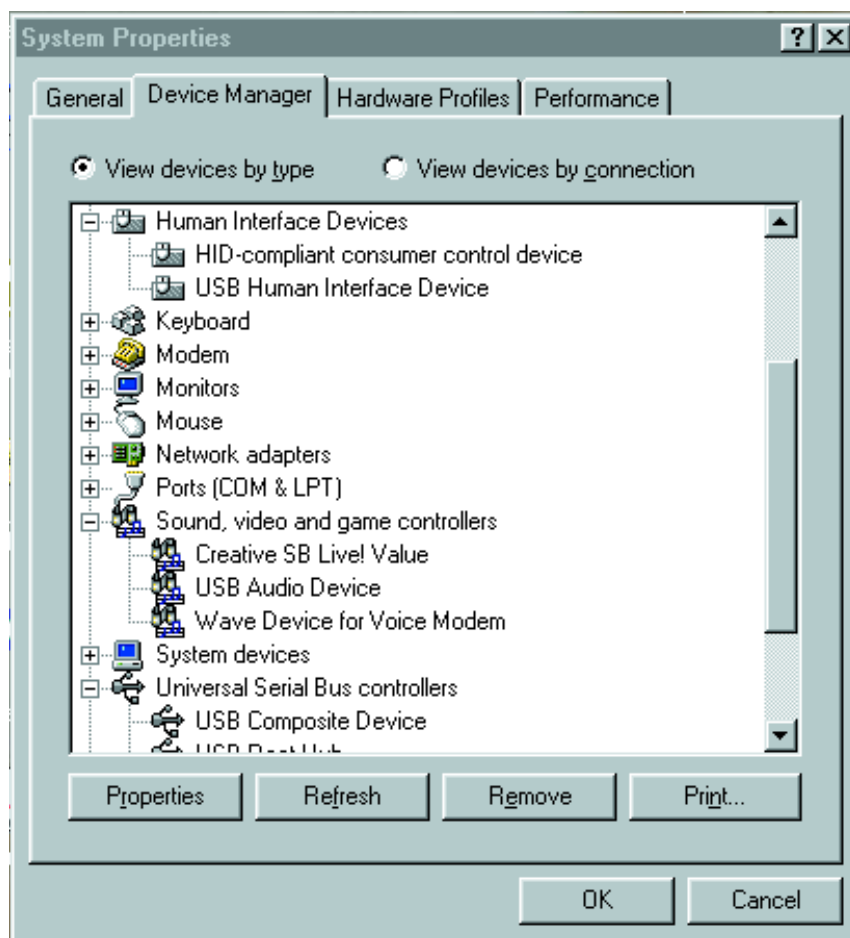 System Properties
General Device Manager Hardware Profiles Performance
View devices by type View devices by connection
Human Interface Devices
HID-compliant consumer control device
USB Human Interface Device
Keyboard
Modem
Monitors
Mouse
Network adapters
Ports (COM & LPT)
Sound, video and game controllers
Creative SB Live! Value
USB Audio Device
Wave Device for Voice Modem
System devices
Universal Serial Bus controllers
USB Composite Device
USB Root Hub
Properties Refresh Remove Print...
OK Cancel